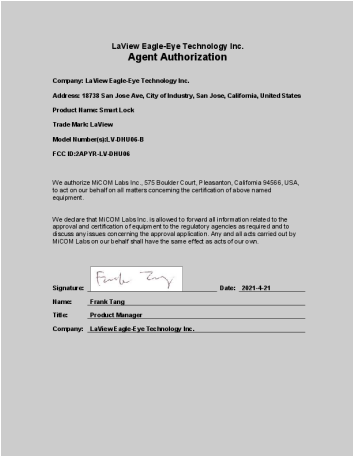 LaView Eagle-Eye Technology Inc.
Agent Authorization
Company: LaView Eagle-Eye Technology Inc.
Address: 18738 San Jose Ave, City of Industry, San Jose, California, United States
Product Name: Smart Lock
Trade Mark: LaView
Model Number(s):LV-DHU06-B
FCC ID:2APYR-LV-DHU06
We authorize MiCOM Labs Inc., 575 Boulder Court, Pleasanton, California 94566, USA,
to act on our behalf on all matters concerning the certification of above named
equipment.
We declare that MiCOM Labs Inc. is allowed to forward all information related to the
approval and certification of equipment to the regulatory agencies as required and to
discuss any issues concerning the approval application. Any and all acts carried out by
MiCOM Labs on our behalf shall have the same effect as acts of our own.
Signature: Frank Tang Date: 2021-4-21
Name: Frank Tang
Title: Product Manager
Company: LaView Eagle-Eye Technology Inc.